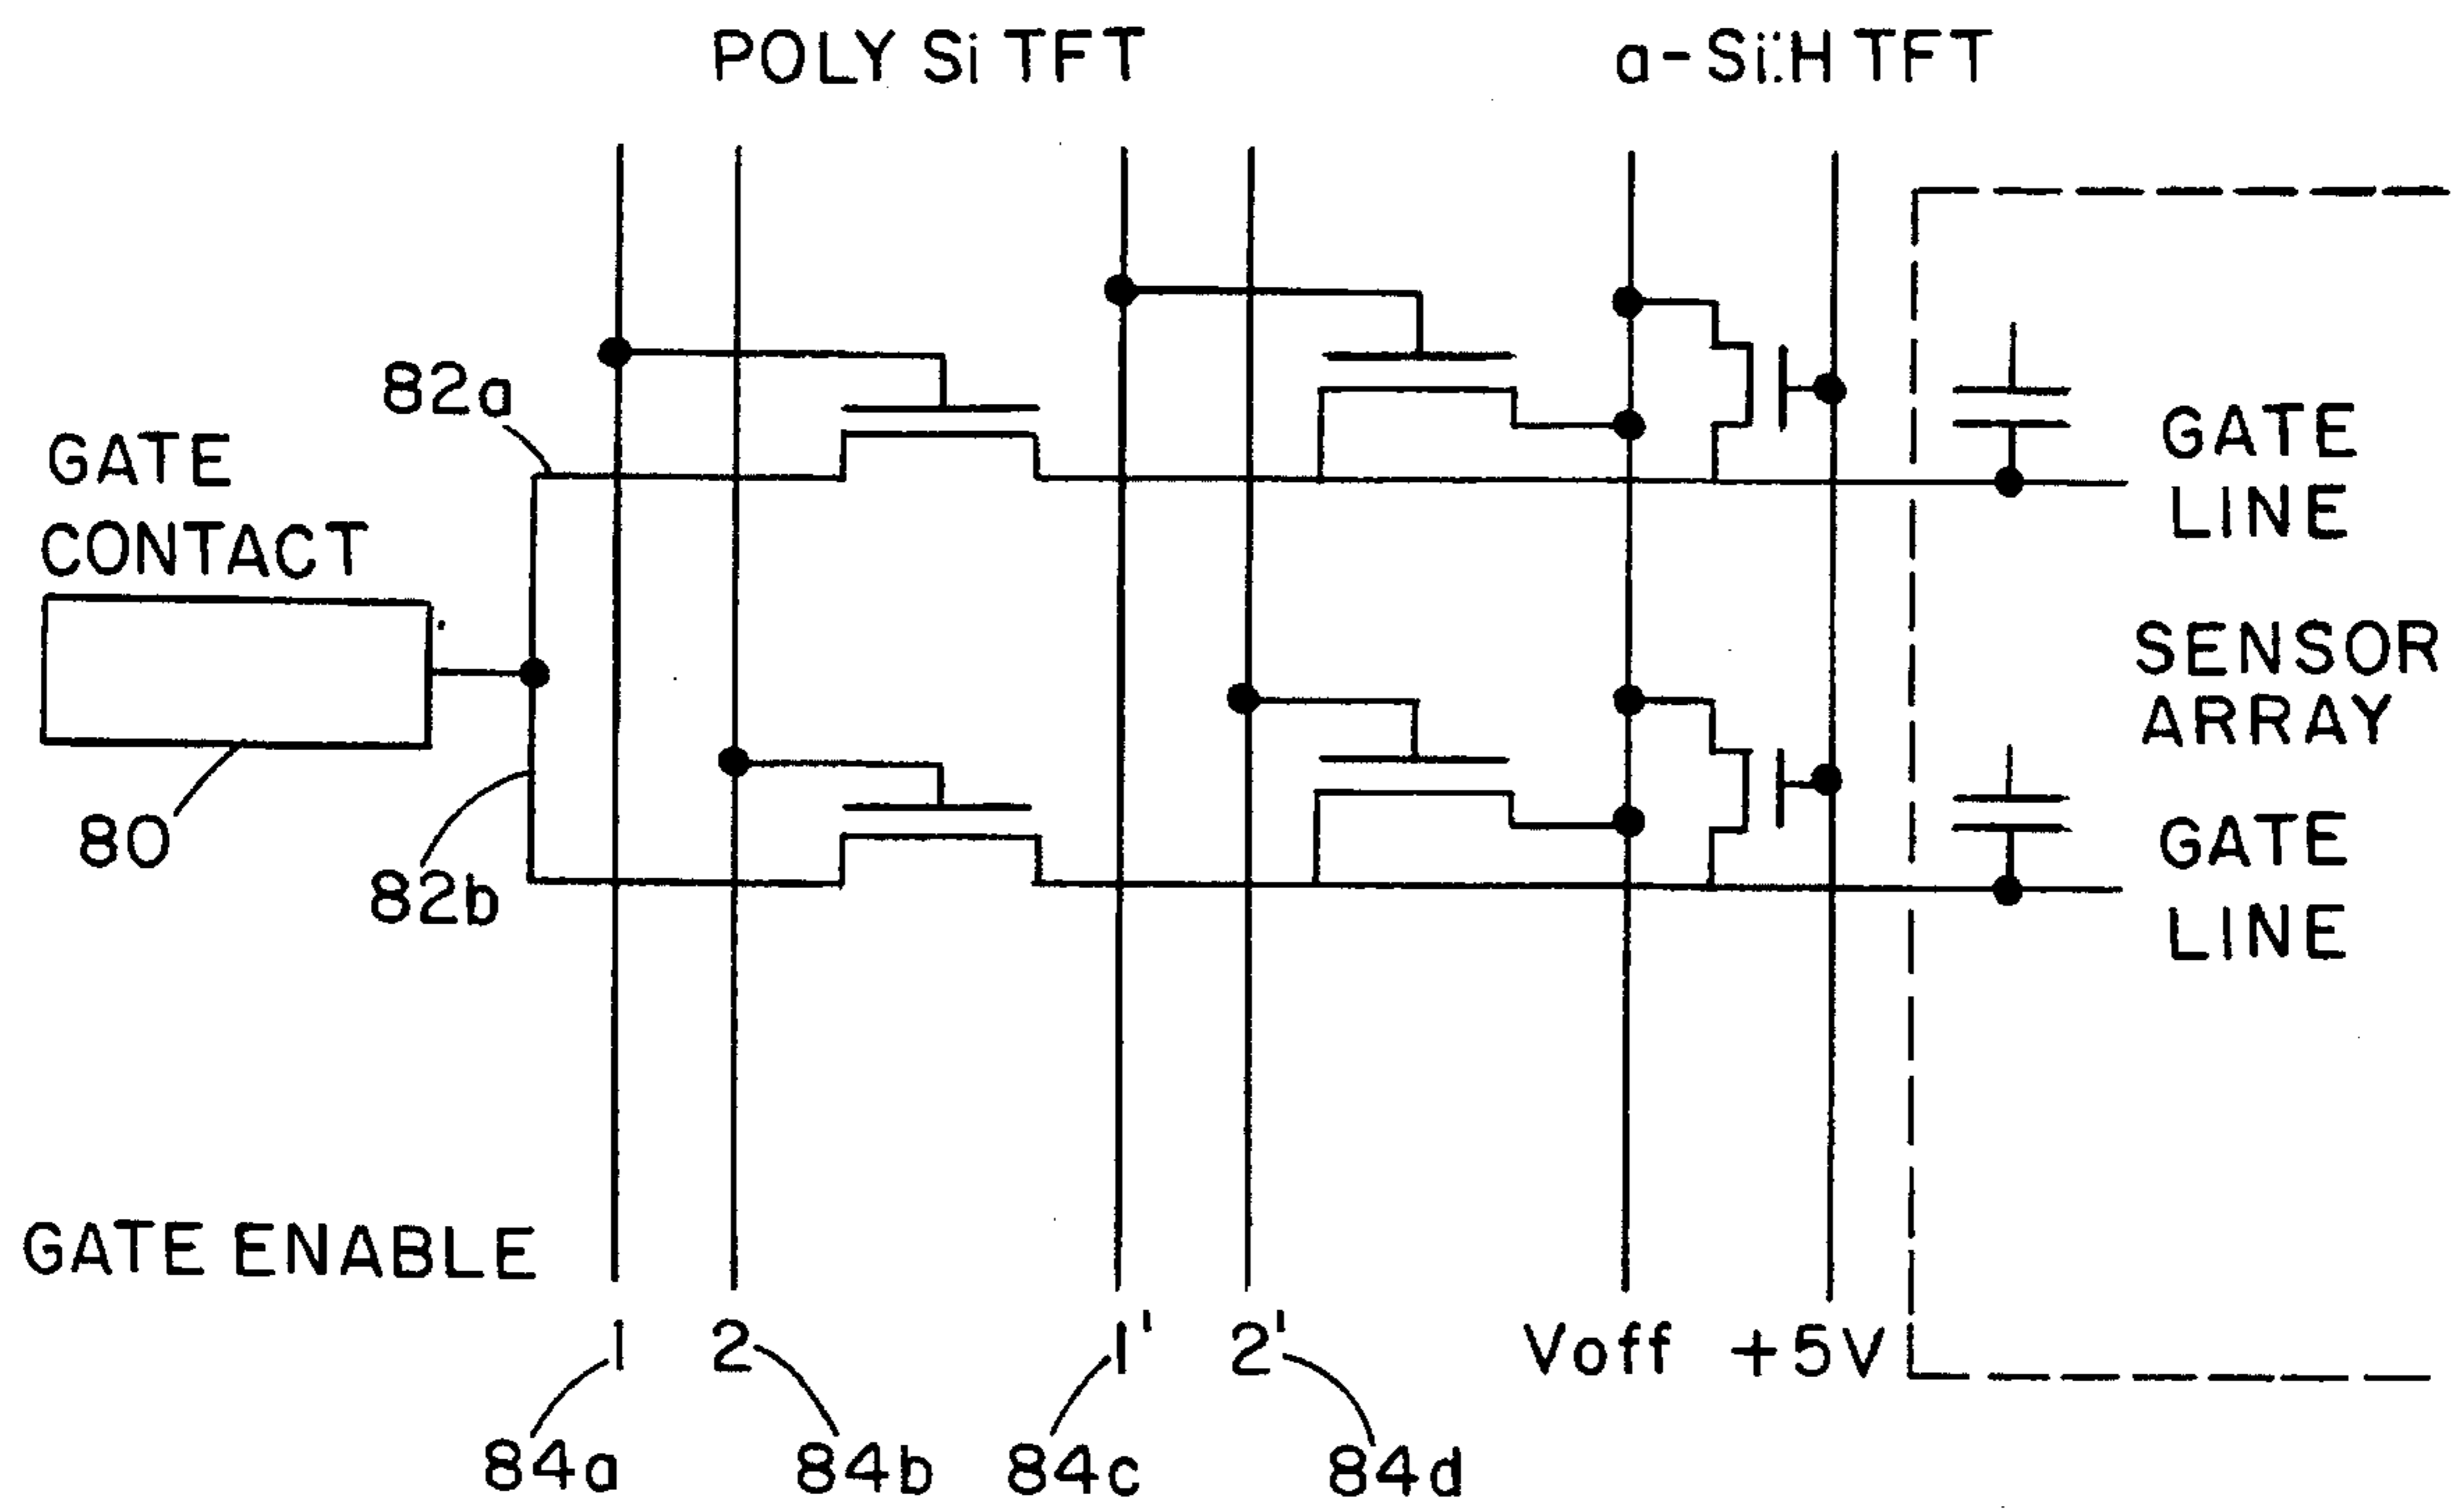 POLY Si TFT
a-Si:H TFT
82a
GATE
CONTACT
GATE
LINE
SENSOR
ARRAY
80
82b
GATE
LINE
GATE ENABLE
1 2 1' 2' Voff +5V
84a 84b 84c 84d